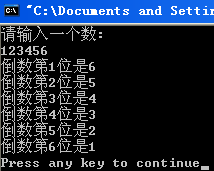 "C:\Documents and Settin
请输入一个数:
123456
倒数第1位是6
倒数第2位是5
倒数第3位是4
倒数第4位是3
倒数第5位是2
倒数第6位是1
Press any key to continue